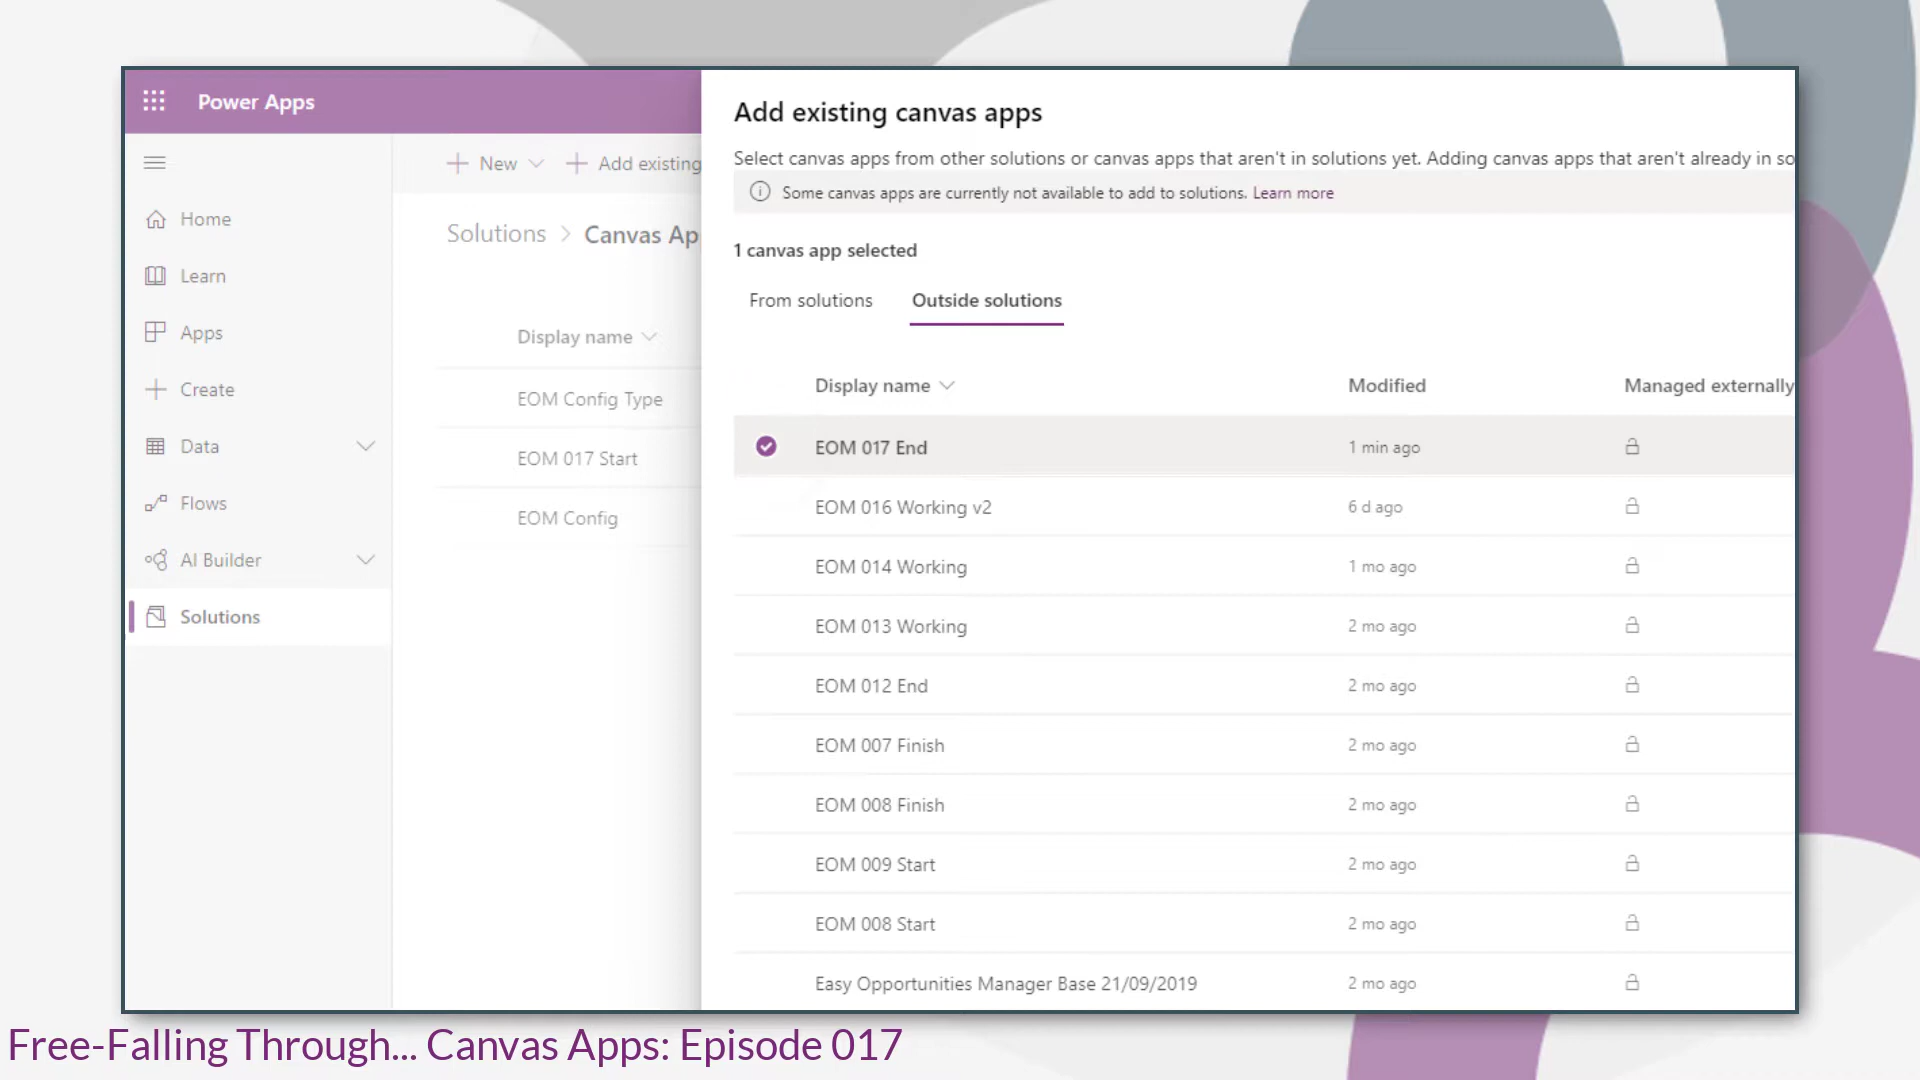 Power Apps
New
Add existing
Home
Learn
Apps
Create
Data
Flows
AI Builder
Solutions
Solutions > Canvas Ap
Display name
EOM Config Type
EOM 017 Start
EOM Config
Add existing canvas apps
Select canvas apps from other solutions or canvas apps that aren't in solutions yet. Adding canvas apps that aren't already in so
Some canvas apps are currently not available to add to solutions. Learn more
1 canvas app selected
From solutions Outside solutions
Display name Modified Managed externally
EOM 017 End 1 min ago
EOM 016 Working v2 6 d ago
EOM 014 Working 1 mo ago
EOM 013 Working 2 mo ago
EOM 012 End 2 mo ago
EOM 007 Finish 2 mo ago
EOM 008 Finish 2 mo ago
EOM 009 Start 2 mo ago
EOM 008 Start 2 mo ago
Easy Opportunities Manager Base 21/09/2019 2 mo ago
Free-Falling Through... Canvas Apps: Episode 017